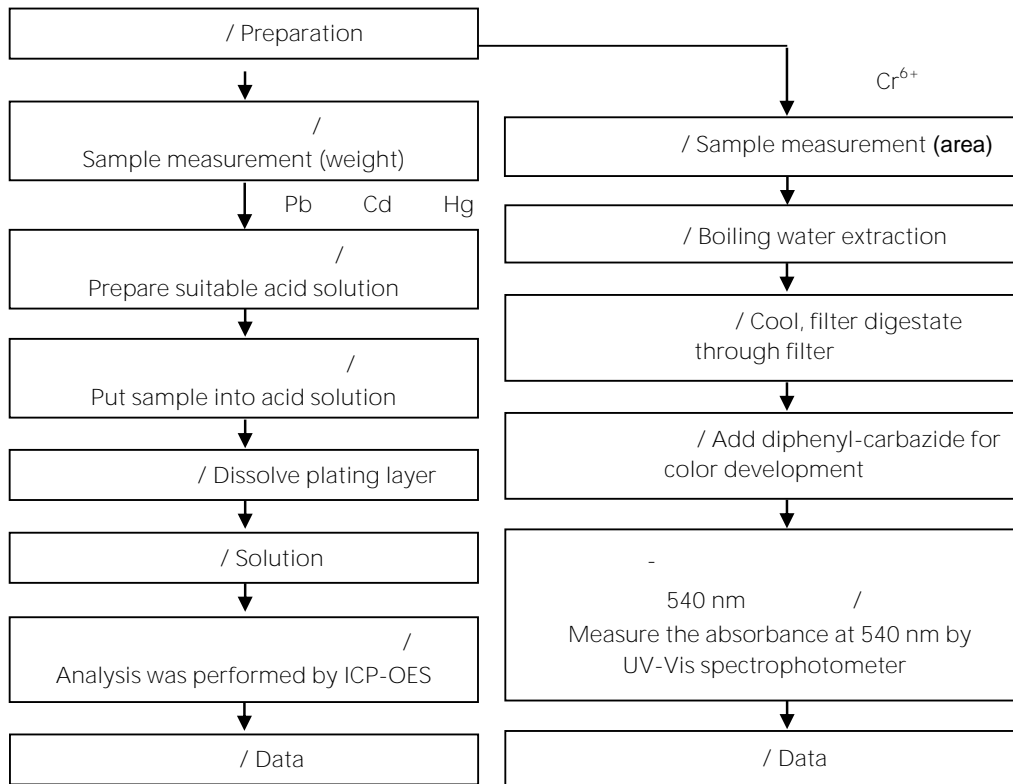 / Preparation
/
Sample measurement (weight)
Pb Cd Hg
/
Prepare suitable acid solution
/
Put sample into acid solution
/ Dissolve plating layer
/ Solution
/
Analysis was performed by ICP-OES
/ Data
Cr⁶⁺
/ Sample measurement (area)
/ Boiling water extraction
/ Cool, filter digestate
through filter
/ Add diphenyl-carbazide for
color development
-
540 nm /
Measure the absorbance at 540 nm by
UV-Vis spectrophotometer
/ Data